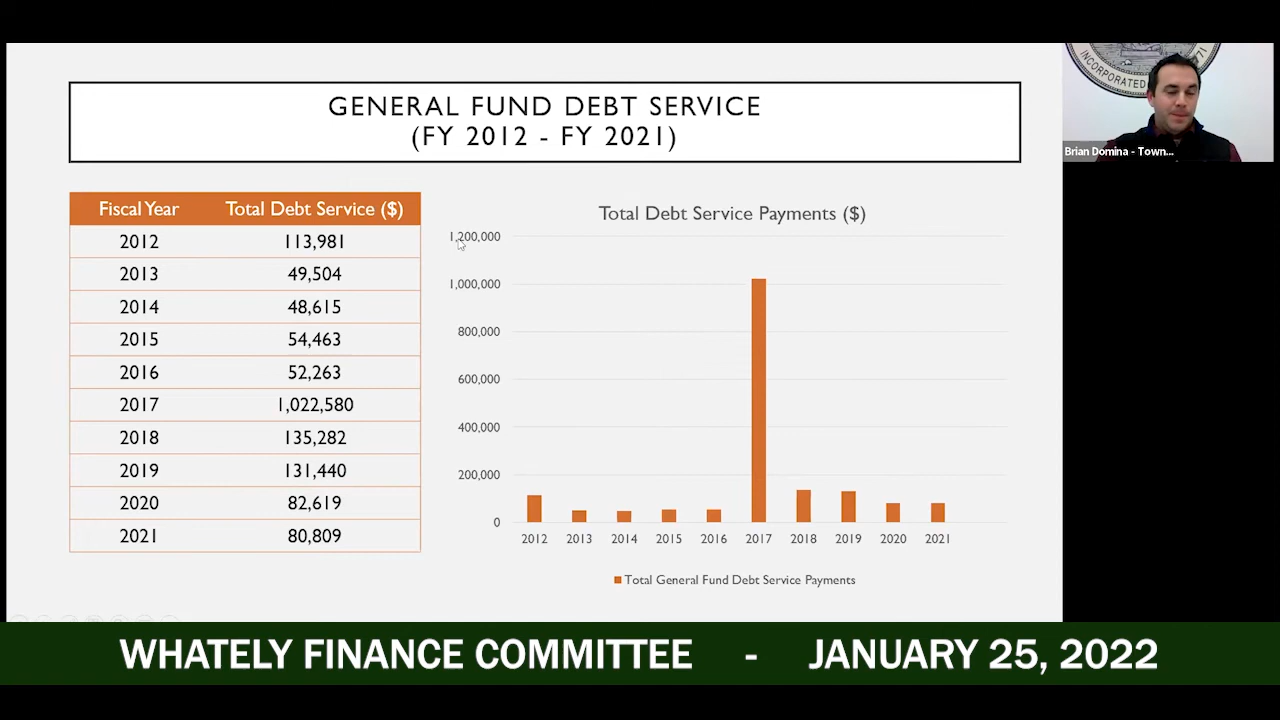 GENERAL FUND DEBT SERVICE
(FY 2012 - FY 2021)
INCORPORATED
Brian Domina - Town...
Fiscal Year Total Debt Service ($)
2012 113,981
2013 49,504
2014 48,615
2015 54,463
2016 52,263
2017 1,022,580
2018 135,282
2019 131,440
2020 82,619
2021 80,809
Total Debt Service Payments ($)
1,200,000
1,000,000
800,000
600,000
400,000
200,000
0
2012 2013 2014 2015 2016 2017 2018 2019 2020 2021
Total General Fund Debt Service Payments
WHATELY FINANCE COMMITTEE - JANUARY 25, 2022